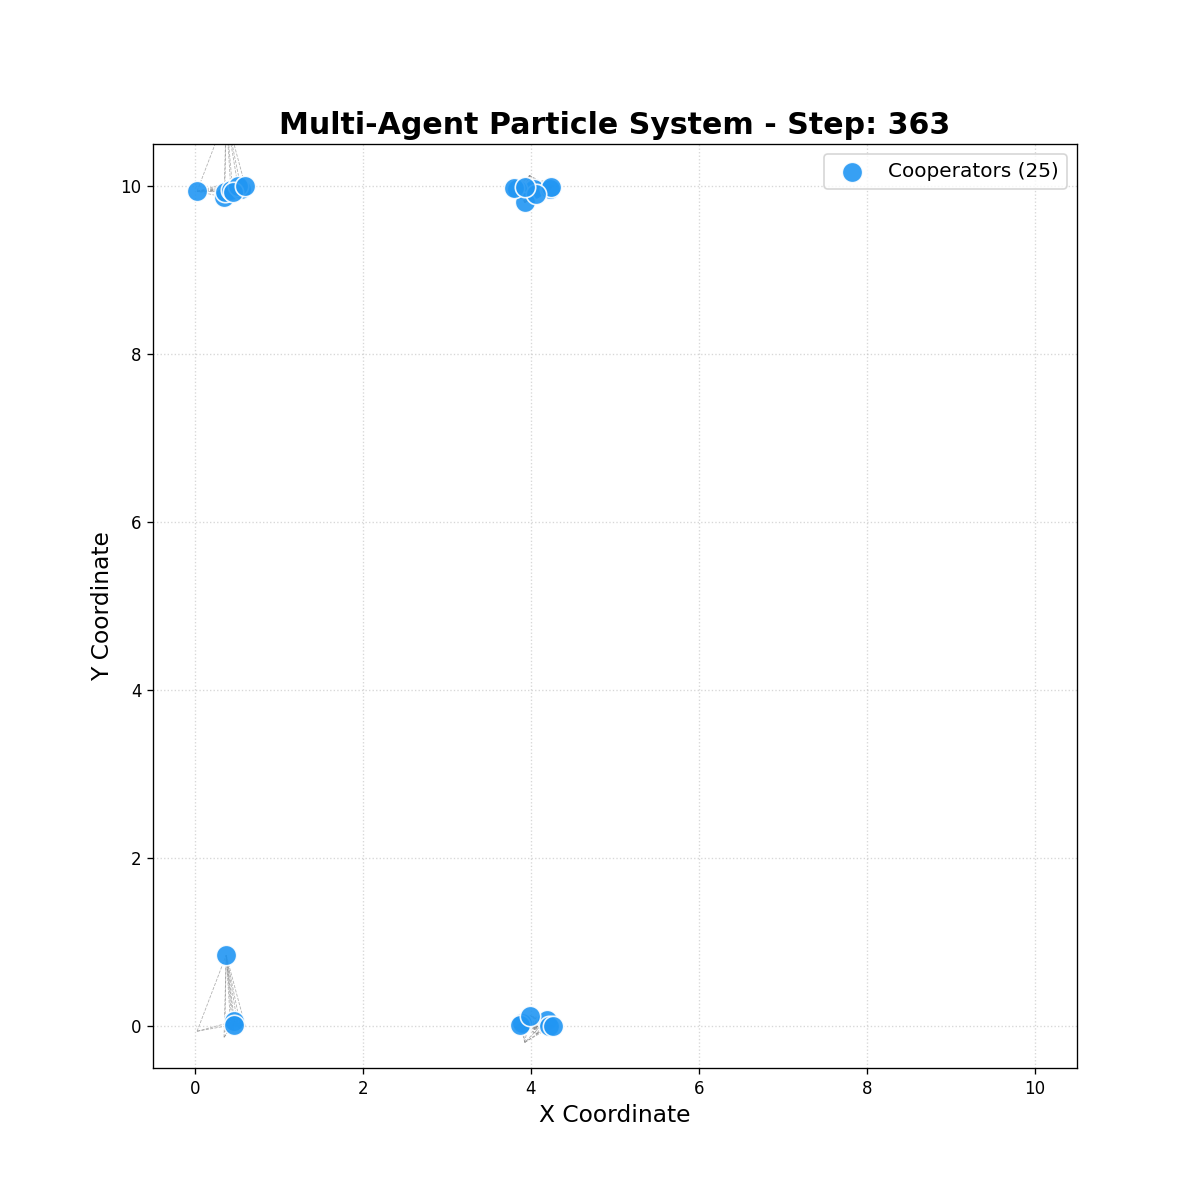 Multi-Agent Particle System - Step: 363
Cooperators (25)
10
8
6
4
2
0
Y Coordinate
0 2 4 6 8 10
X Coordinate